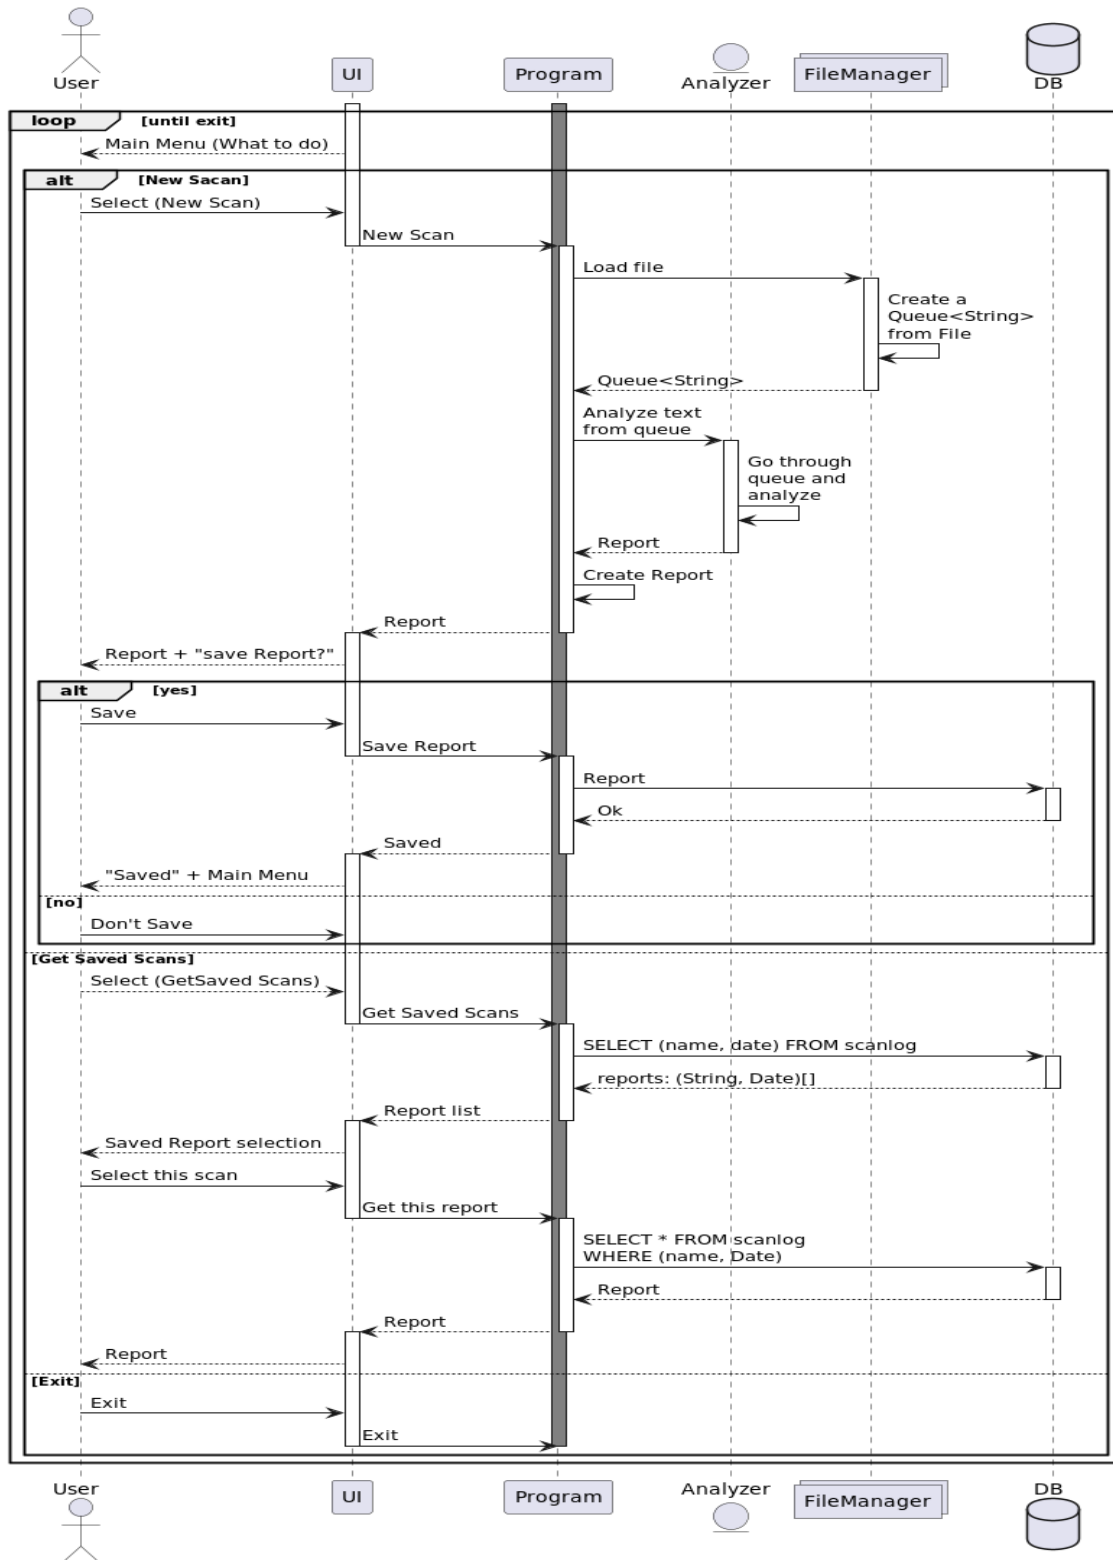 User
UI
Program
Analyzer
FileManager
DB
loop
[until exit]
Main Menu (What to do)
alt
[New Sacan]
Select (New Scan)
New Scan
Load file
Create a
Queue<String>
from File
Queue<String>
Analyze text
from queue
Go through
queue and
analyze
Report
Create Report
Report
Report + "save Report?"
alt
[yes]
Save
Save Report
Report
Ok
Saved
"Saved" + Main Menu
[no]
Don't Save
[Get Saved Scans]
Select (GetSaved Scans)
Get Saved Scans
SELECT (name, date) FROM scanlog
reports: (String, Date)[]
Report list
Saved Report selection
Select this scan
Get this report
SELECT * FROM scanlog
WHERE (name, Date)
Report
Report
Report
[Exit]
Exit
Exit
User
UI
Program
Analyzer
FileManager
DB